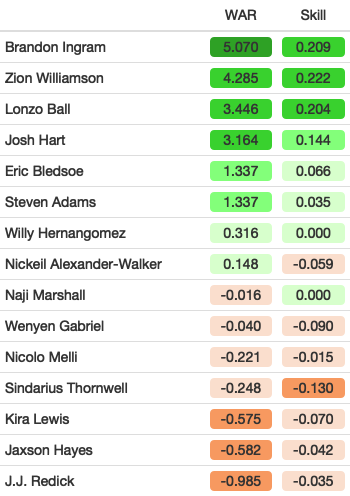 WAR Skill
Brandon Ingram 5.070 0.209
Zion Williamson 4.285 0.222
Lonzo Ball 3.446 0.204
Josh Hart 3.164 0.144
Eric Bledsoe 1.337 0.066
Steven Adams 1.337 0.035
Willy Hernangomez 0.316 0.000
Nickeil Alexander-Walker 0.148 -0.059
Naji Marshall -0.016 0.000
Wenyen Gabriel -0.040 -0.090
Nicolo Melli -0.221 -0.015
Sindarius Thornwell -0.248 -0.130
Kira Lewis -0.575 -0.070
Jaxson Hayes -0.582 -0.042
J.J. Redick -0.985 -0.035